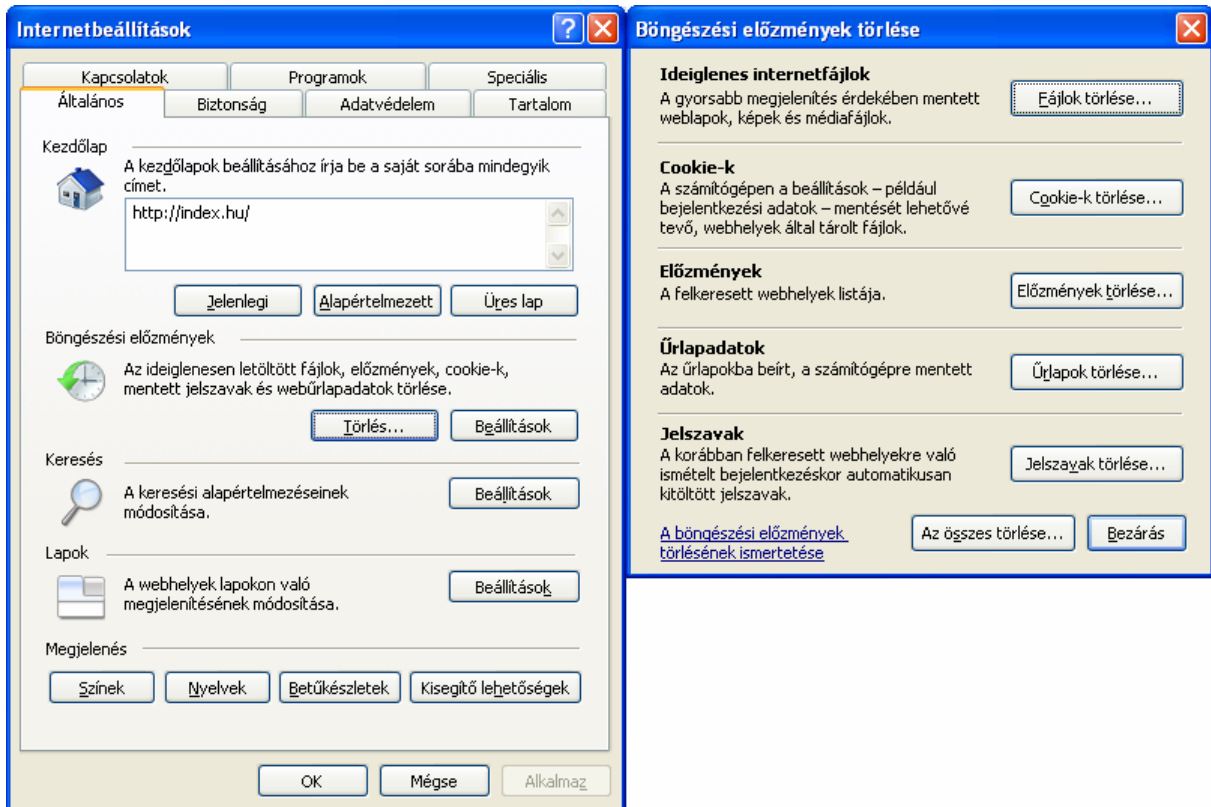 Internetbeállítások
Kapcsolatok Programok Speciális
Általános Biztonság Adatvédelem Tartalom
Kezdőlap
A kezdőlapok beállításához írja be a saját sorába mindegyik
címet.
http://index.hu/
Jelenlegi Alapértelmezett Üres lap
Böngészési előzmények
Az ideiglenesen letöltött fájlok, előzmények, cookie-k,
mentett jelszavak és webűrlapadatok törlése.
Törlés... Beállítások
Keresés
A keresési alapértelmezéseinek
módosítása.
Beállítások
Lapok
A webhelyek lapokon való
megjelenítésének módosítása.
Beállítások
Megjelenés
Színek Nyelvek Betűkészletek Kisegítő lehetőségek
OK Mégse Alkalmaz
Böngészési előzmények törlése
Ideiglenes internetfájlok
A gyorsabb megjelenítés érdekében mentett
weblapok, képek és médiafájlok.
Fájlok törlése...
Cookie-k
A számítógépen a beállítások – például
bejelentkezési adatok – mentését lehetővé
tevő, webhelyek által tárolt fájlok.
Cookie-k törlése...
Előzmények
A felkeresett webhelyek listája.
Előzmények törlése...
Űrlapadatok
Az űrlapokba beírt, a számítógépre mentett
adatok.
Űrlapok törlése...
Jelszavak
A korábban felkeresett webhelyekre való
ismételt bejelentkezéskor automatikusan
kitöltött jelszavak.
Jelszavak törlése...
A böngészési előzmények
törlésének ismertetése
Az összes törlése... Bezárás